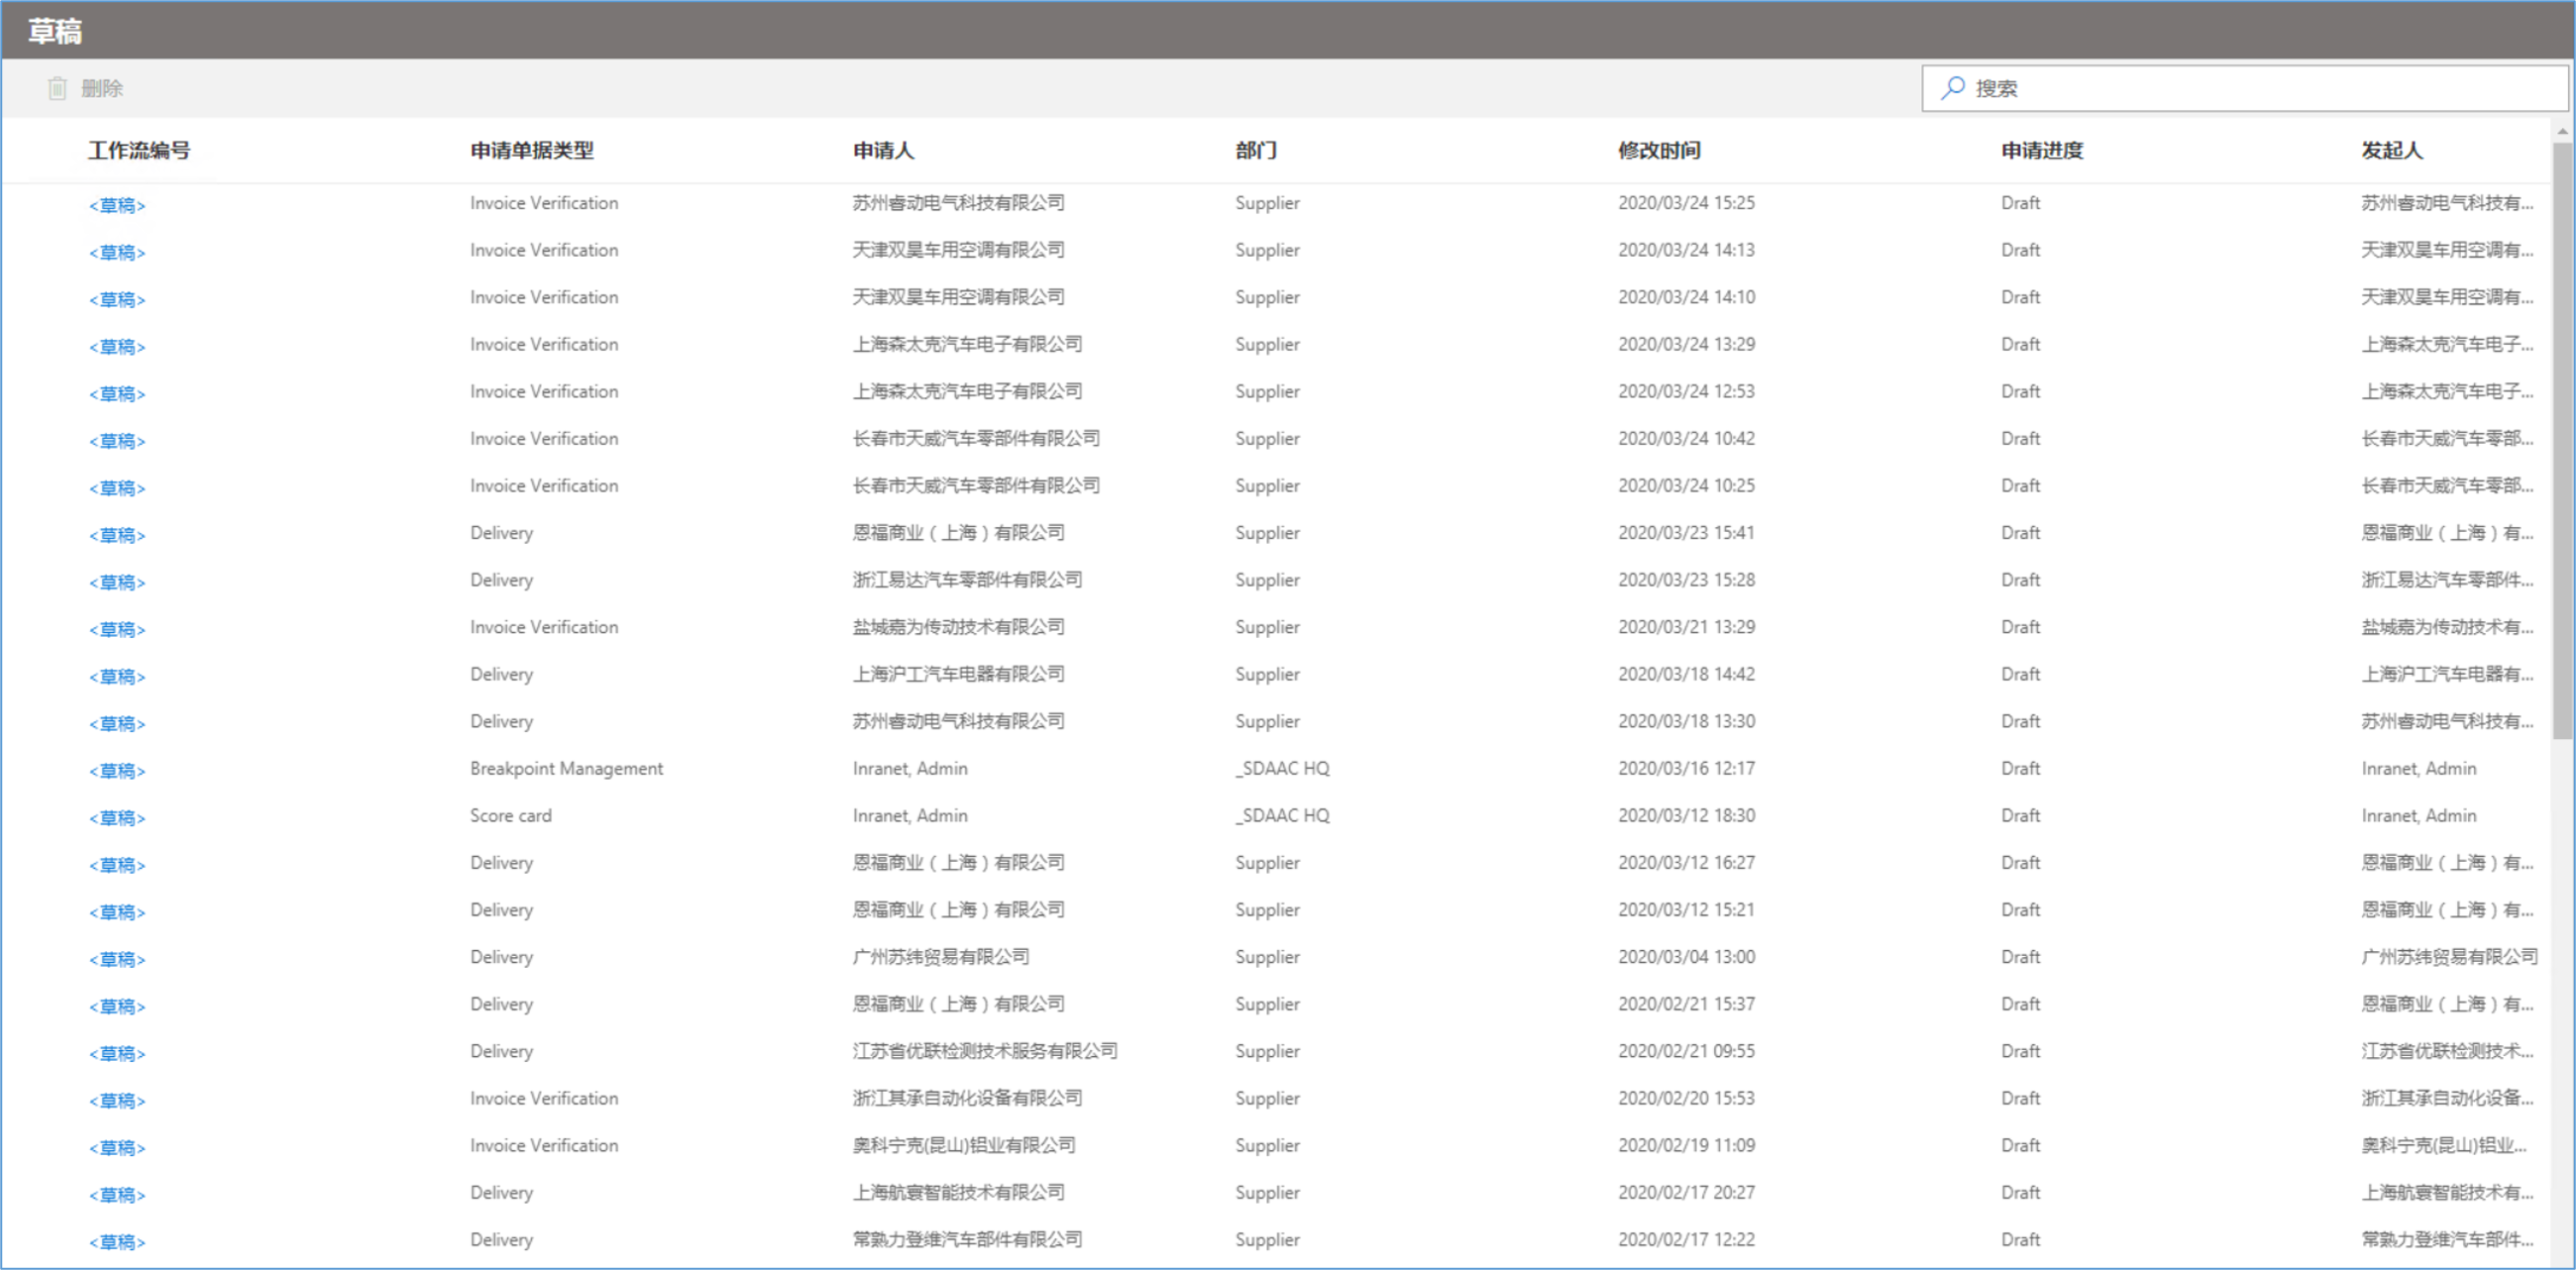 草稿
删除 搜索
工作流编号 申请单据类型 申请人 部门 修改时间 申请进度 发起人
<草稿> Invoice Verification 苏州睿动电气科技有限公司 Supplier 2020/03/24 15:25 Draft 苏州睿动电气科技有...
<草稿> Invoice Verification 天津双昊车用空调有限公司 Supplier 2020/03/24 14:13 Draft 天津双昊车用空调有...
<草稿> Invoice Verification 天津双昊车用空调有限公司 Supplier 2020/03/24 14:10 Draft 天津双昊车用空调有...
<草稿> Invoice Verification 上海森太克汽车电子有限公司 Supplier 2020/03/24 13:29 Draft 上海森太克汽车电子...
<草稿> Invoice Verification 上海森太克汽车电子有限公司 Supplier 2020/03/24 12:53 Draft 上海森太克汽车电子...
<草稿> Invoice Verification 长春市天威汽车零部件有限公司 Supplier 2020/03/24 10:42 Draft 长春市天威汽车零部...
<草稿> Invoice Verification 长春市天威汽车零部件有限公司 Supplier 2020/03/24 10:25 Draft 长春市天威汽车零部...
<草稿> Delivery 恩福商业（上海）有限公司 Supplier 2020/03/23 15:41 Draft 恩福商业（上海）有...
<草稿> Delivery 浙江易达汽车零部件有限公司 Supplier 2020/03/23 15:28 Draft 浙江易达汽车零部件...
<草稿> Invoice Verification 盐城嘉为传动技术有限公司 Supplier 2020/03/21 13:29 Draft 盐城嘉为传动技术有...
<草稿> Delivery 上海沪工汽车电器有限公司 Supplier 2020/03/18 14:42 Draft 上海沪工汽车电器有...
<草稿> Delivery 苏州睿动电气科技有限公司 Supplier 2020/03/18 13:30 Draft 苏州睿动电气科技有...
<草稿> Breakpoint Management Inranet, Admin _SDAAC HQ 2020/03/16 12:17 Draft Inranet, Admin
<草稿> Score card Inranet, Admin _SDAAC HQ 2020/03/12 18:30 Draft Inranet, Admin
<草稿> Delivery 恩福商业（上海）有限公司 Supplier 2020/03/12 16:27 Draft 恩福商业（上海）有...
<草稿> Delivery 恩福商业（上海）有限公司 Supplier 2020/03/12 15:21 Draft 恩福商业（上海）有...
<草稿> Delivery 广州苏纬贸易有限公司 Supplier 2020/03/04 13:00 Draft 广州苏纬贸易有限公司
<草稿> Delivery 恩福商业（上海）有限公司 Supplier 2020/02/21 15:37 Draft 恩福商业（上海）有...
<草稿> Delivery 江苏省优联检测技术服务有限公司 Supplier 2020/02/21 09:55 Draft 江苏省优联检测技术...
<草稿> Invoice Verification 浙江其承自动化设备有限公司 Supplier 2020/02/20 15:53 Draft 浙江其承自动化设备...
<草稿> Invoice Verification 奥科宁克(昆山)铝业有限公司 Supplier 2020/02/19 11:09 Draft 奥科宁克(昆山)铝业...
<草稿> Delivery 上海航寰智能技术有限公司 Supplier 2020/02/17 20:27 Draft 上海航寰智能技术有...
<草稿> Delivery 常熟力登维汽车部件有限公司 Supplier 2020/02/17 12:22 Draft 常熟力登维汽车部件...